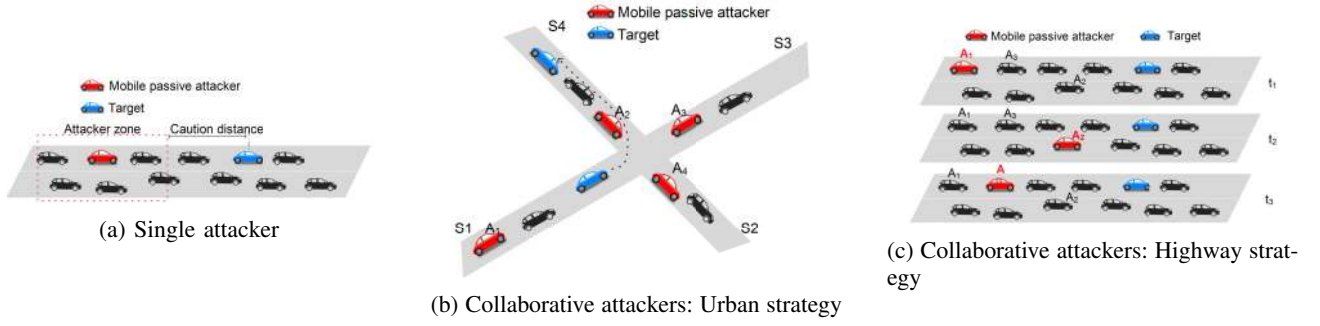 Mobile passive attacker
Target
Attacker zone
Caution distance
(a) Single attacker
Mobile passive attacker
Target
S4
S3
A2
A3
A4
S1
A1
S2
(b) Collaborative attackers: Urban strategy
Mobile passive attacker
Target
A1
A3
A2
t1
A1
A3
A2
t2
A1
A
A2
t3
(c) Collaborative attackers: Highway strat-
egy